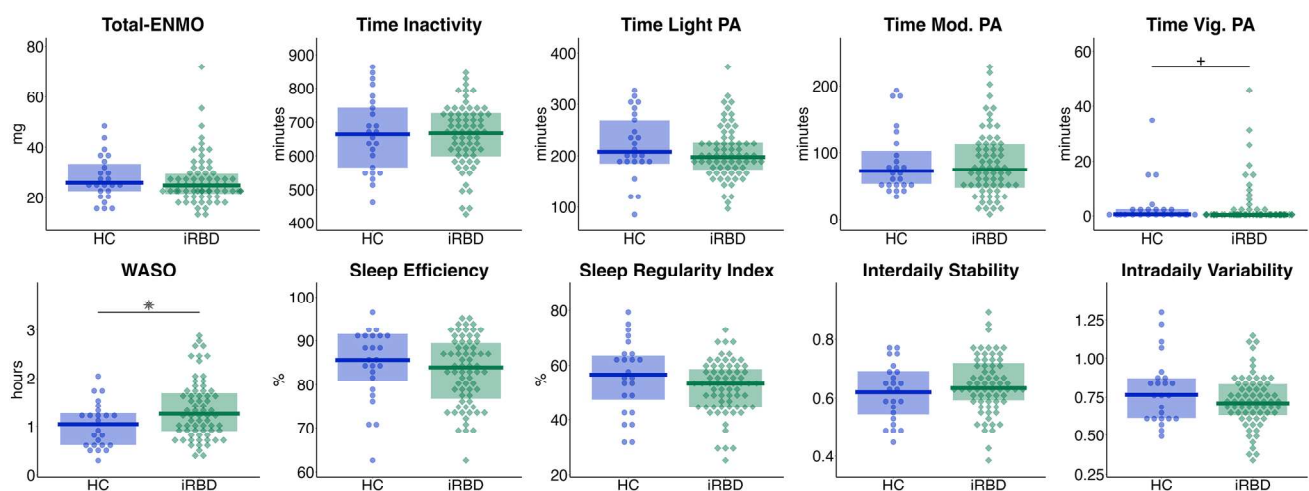 Total-ENMO
80
60
40
20
mg
HC iRBD
Time Inactivity
900
800
700
600
500
400
minutes
HC iRBD
Time Light PA
400
300
200
100
minutes
HC iRBD
Time Mod. PA
200
100
0
minutes
HC iRBD
Time Vig. PA
60
40
20
0
minutes
+
HC iRBD
WASO
3
2
1
0
hours
*
HC iRBD
Sleep Efficiency
100
90
80
70
60
%
HC iRBD
Sleep Regularity Index
80
60
40
20
%
HC iRBD
Interdaily Stability
0.8
0.6
0.4
HC iRBD
Intradaily Variability
1.25
1.00
0.75
0.50
0.25
HC iRBD